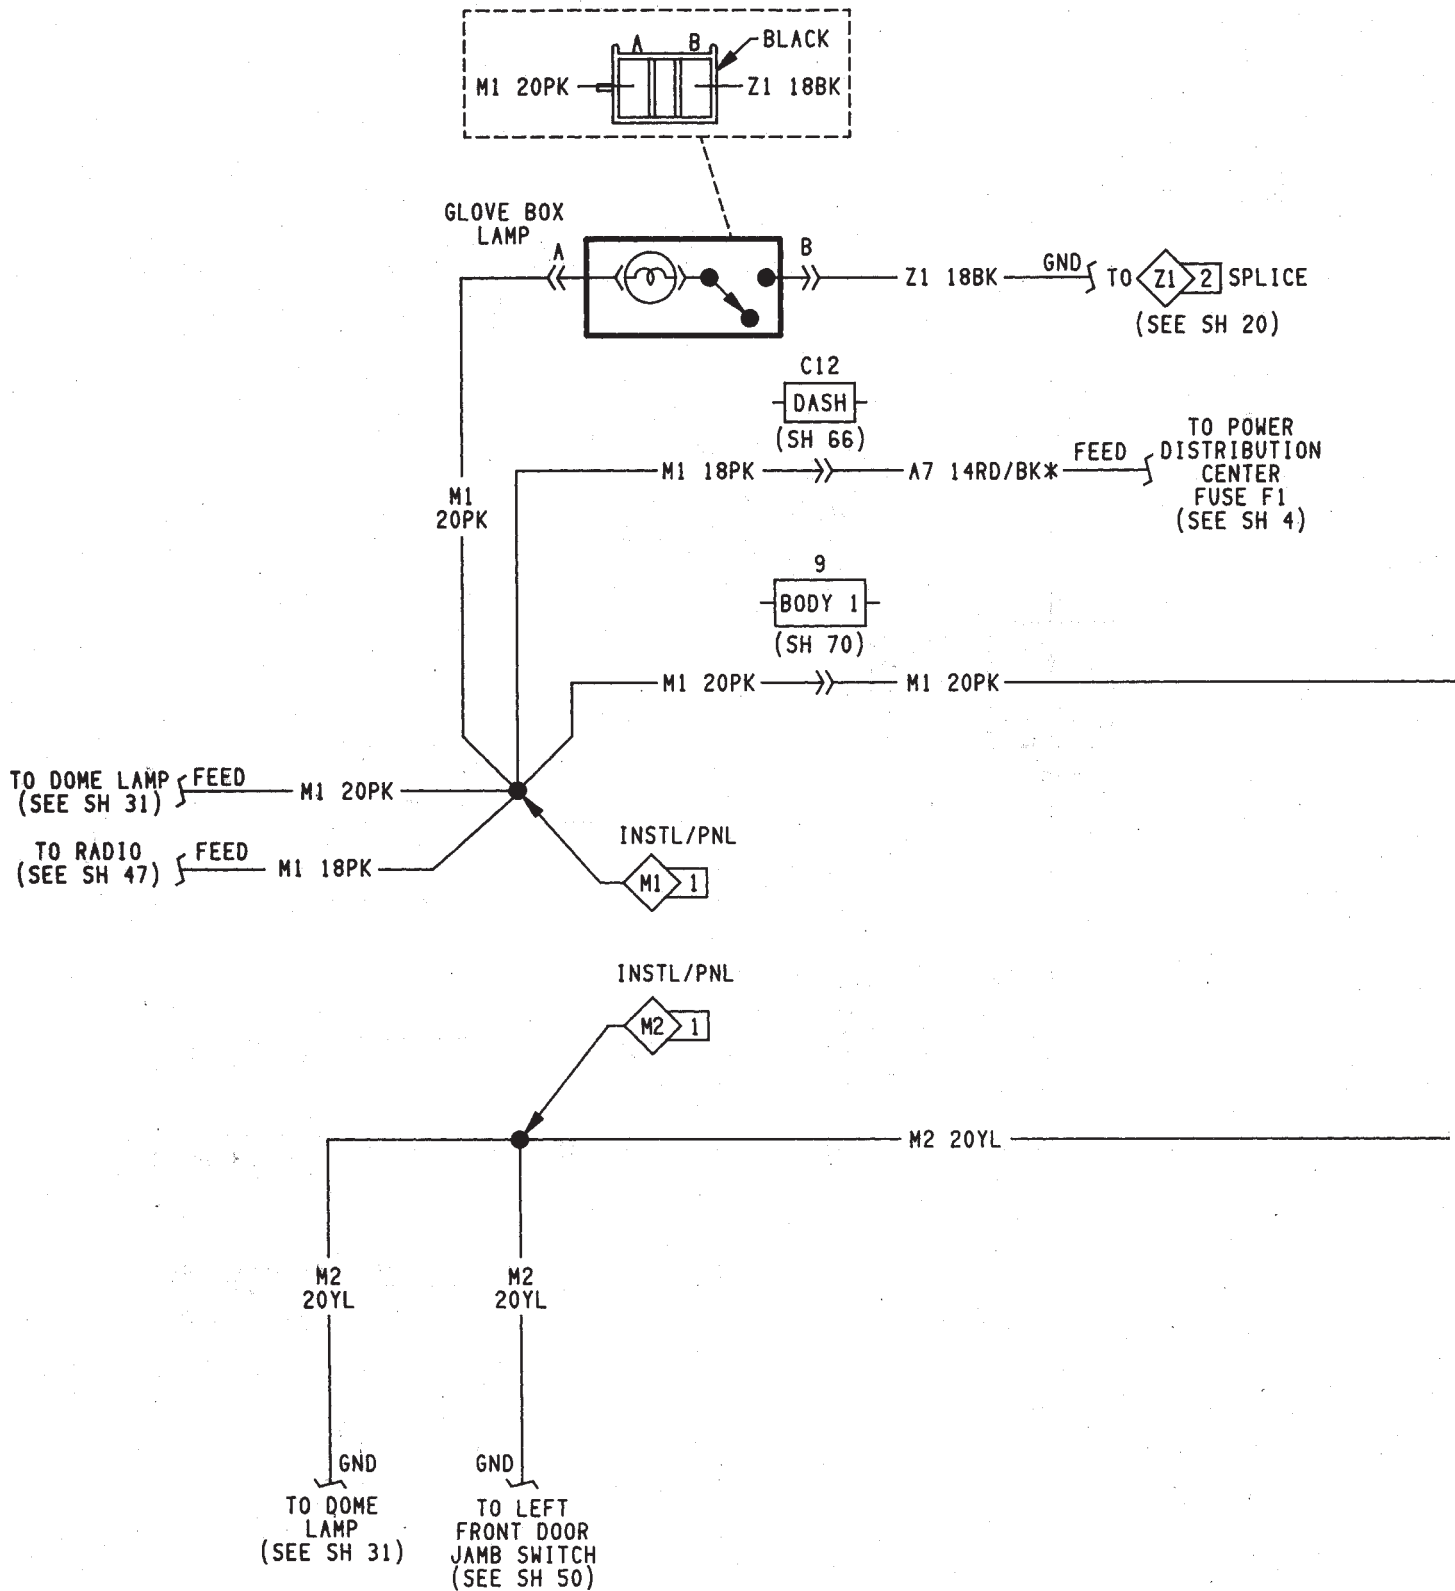 A B BLACK
M1 20PK Z1 18BK
GLOVE BOX
LAMP
A B
Z1 18BK GND TO Z1 2 SPLICE
(SEE SH 20)
C12
DASH
(SH 66)
M1 18PK A7 14RD/BK* FEED
TO POWER
DISTRIBUTION
CENTER
FUSE F1
(SEE SH 4)
M1
20PK
9
BODY 1
(SH 70)
M1 20PK M1 20PK
TO DOME LAMP FEED M1 20PK
(SEE SH 31)
INSTL/PNL
M1 1
TO RADIO FEED M1 18PK
(SEE SH 47)
INSTL/PNL
M2 1
M2 20YL
M2
20YL
M2
20YL
GND
TO DOME
LAMP
(SEE SH 31)
GND
TO LEFT
FRONT DOOR
JAMB SWITCH
(SEE SH 50)